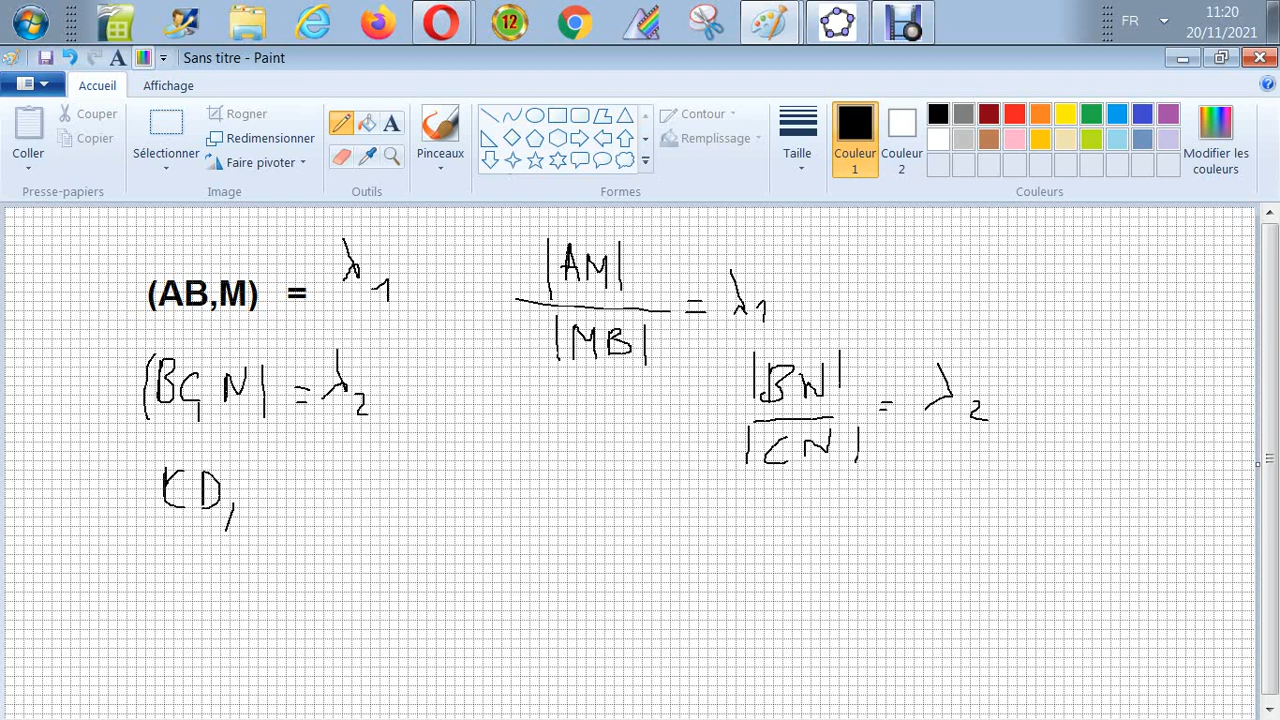 12
FR
11:20
20/11/2021
Sans titre - Paint
Accueil
Affichage
Coller
Couper
Copier
Presse-papiers
Sélectionner
Rogner
Redimensionner
Faire pivoter
Image
A
Outils
Pinceaux
Contour
Remplissage
Formes
Taille
Couleur
1
Couleur
2
Modifier les
couleurs
Couleurs
(AB,M) = λ1
|AM|
|MB|
= λ1
(BC, N) = λ2
|BN|
|CN|
= λ2
CD,